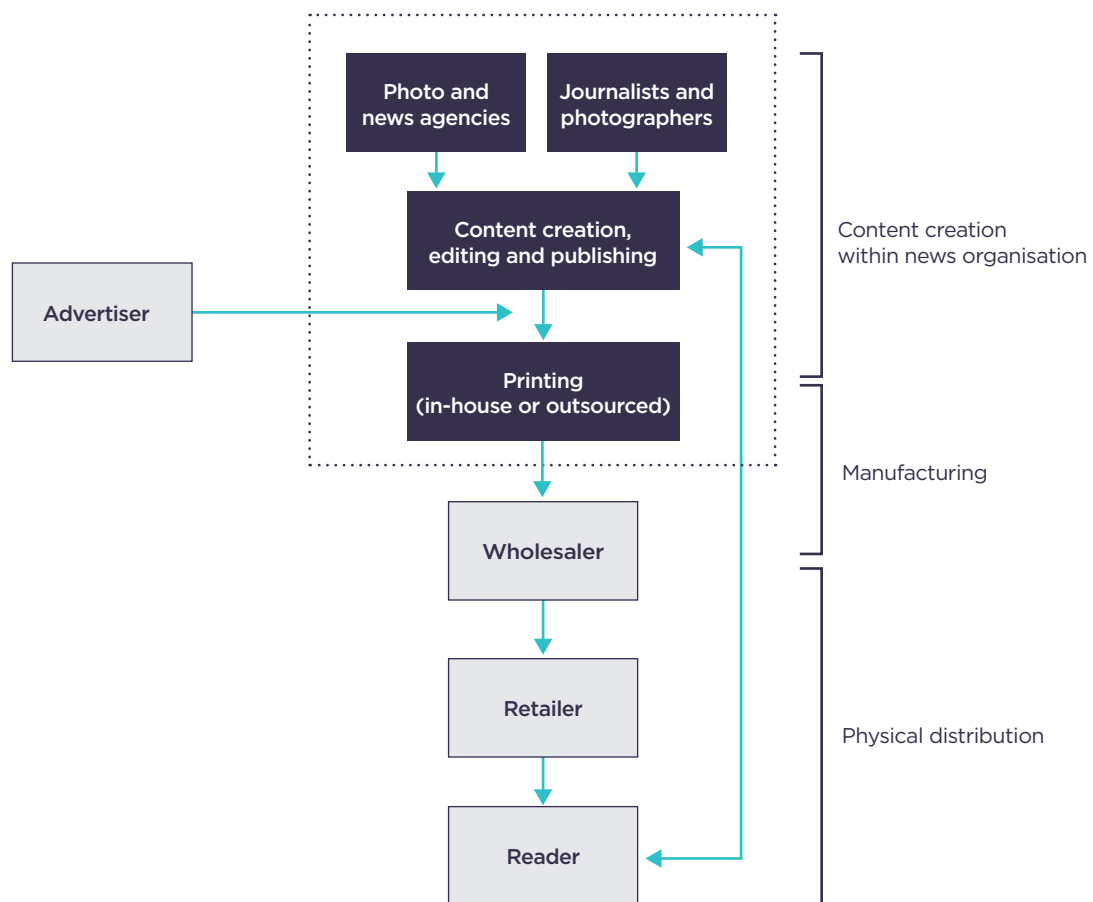 Photo and
news agencies
Journalists and
photographers
Content creation,
editing and publishing
Content creation
within news organisation
Advertiser
Printing
(in-house or outsourced)
Manufacturing
Wholesaler
Retailer
Physical distribution
Reader